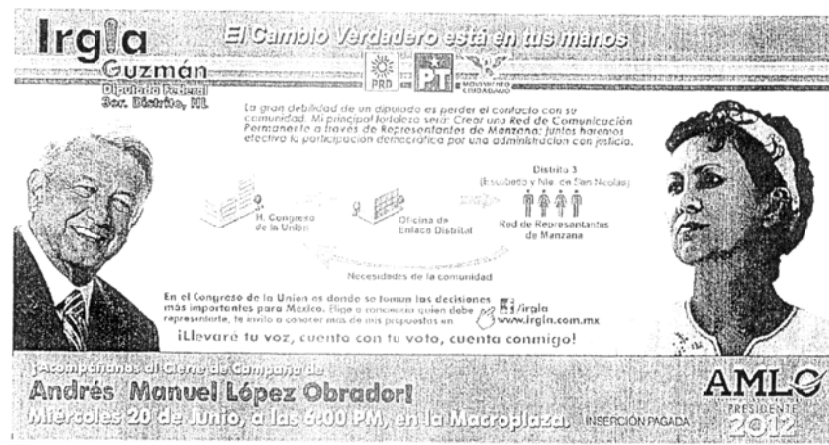 Irgla
Guzmán
Diputada Federal
3er. Distrito, NL
El Cambio Verdadero está en tus manos
PRD
PT
MOVIMIENTO
CIUDADANO
La gran debilidad de un diputado es perder el contacto con su
comunidad. Mi principal fortaleza será: Crear una Red de Comunicación
Permanente a través de Representantes de Manzana; juntos haremos
efectiva la participación democrática por una administración con justicia.
Distrito 3
(Escobedo y Nte. de San Nicolás)
H. Congreso
de la Unión
Oficina de
Enlace Distrital
Red de Representantes
de Manzana
Necesidades de la comunidad
En el Congreso de la Unión es donde se toman las decisiones
más importantes para México. Elige a conciencia quien debe
representarte, te invito a conocer más de mis propuestas en
/irgla
www.irgla.com.mx
¡Llevaré tu voz, cuento con tu voto, cuenta conmigo!
¡Acompáñanos al Cierre de Campaña de
Andrés Manuel López Obrador!
Miércoles 20 de Junio, a las 6:00 PM, en la Macroplaza.
INSERCIÓN PAGADA
AMLO
PRESIDENTE
2012